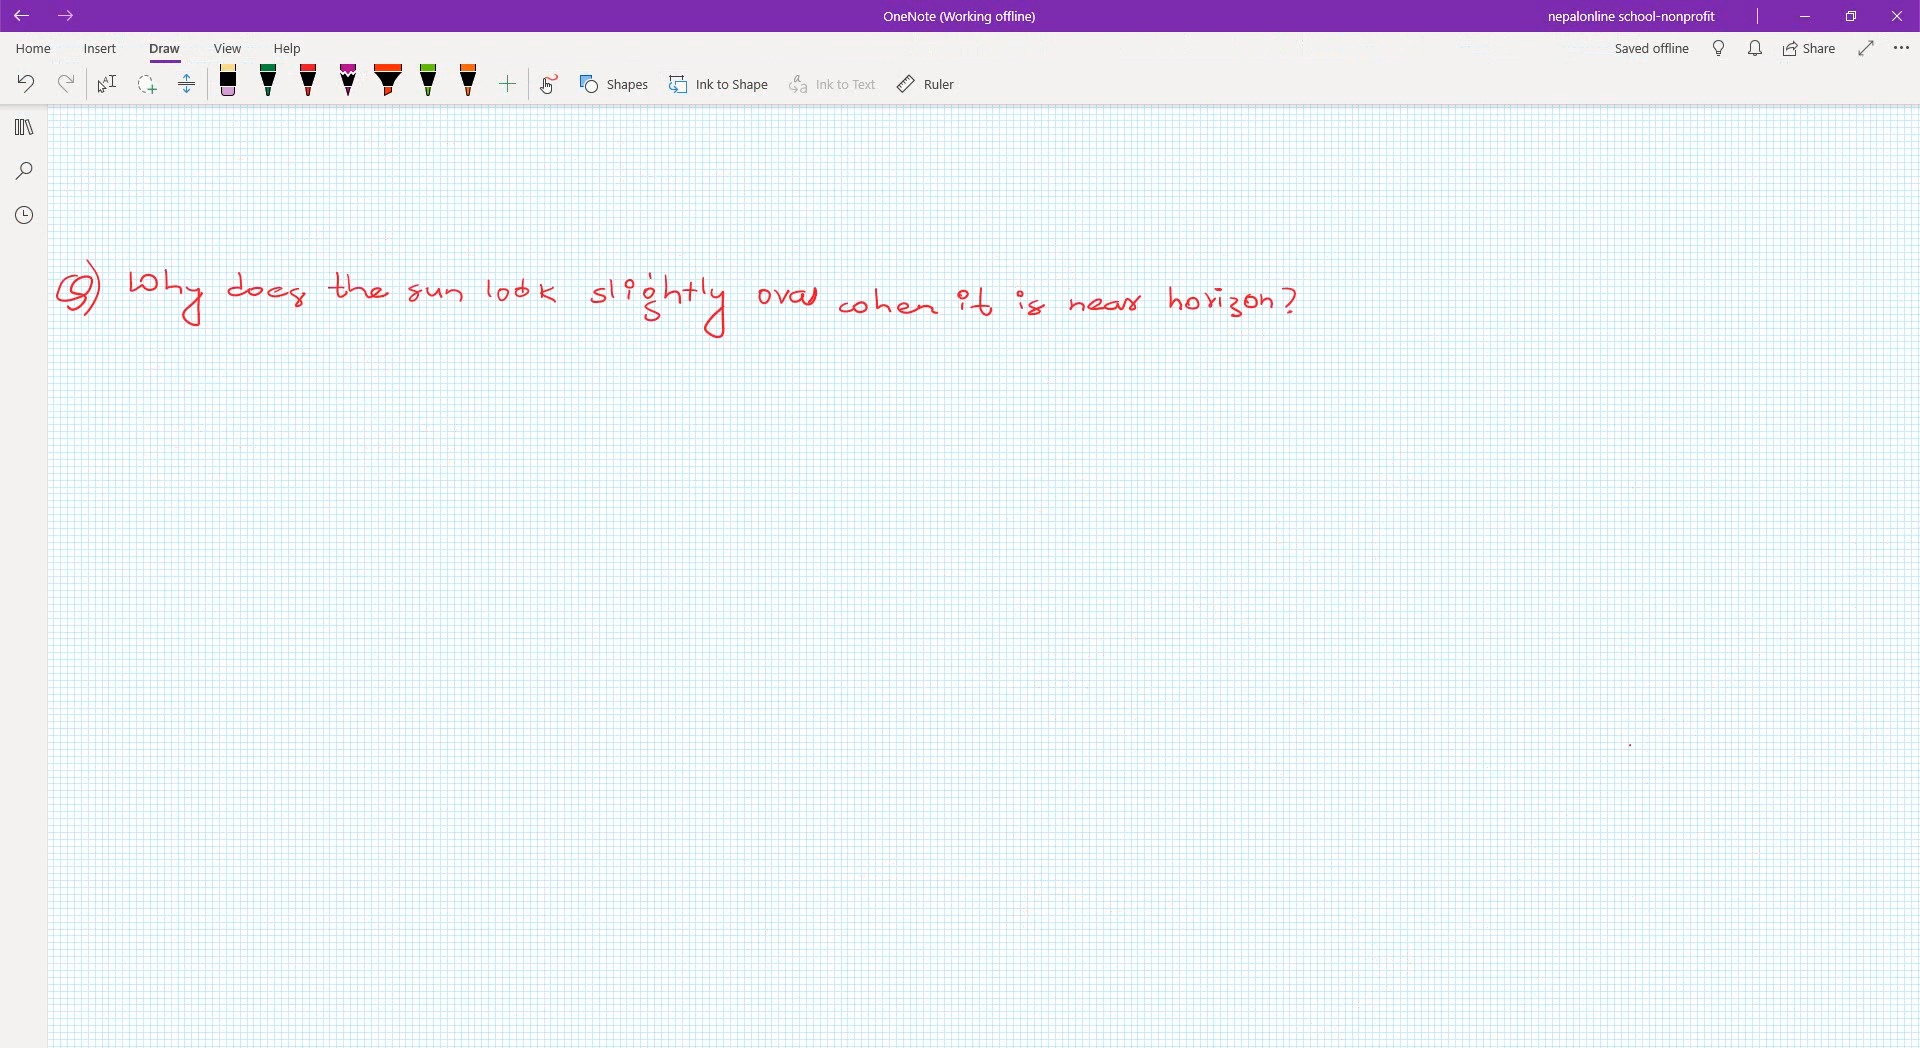 OneNote (Working offline)
nepalonline school-nonprofit
Home Insert Draw View Help
Saved offline Share
Shapes Ink to Shape Ink to Text Ruler
Q) Why does the sun look slightly oval when it is near horizon?